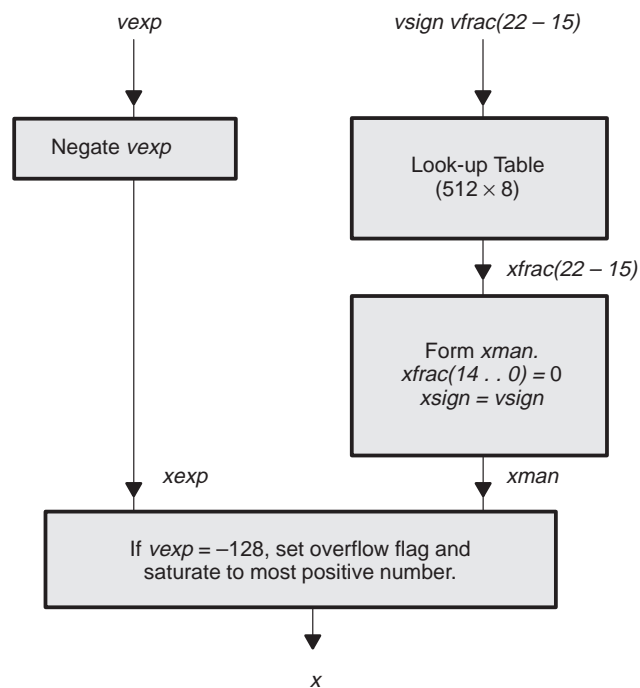 vexp
vsign vfrac(22 – 15)
Negate vexp
Look-up Table
(512 × 8)
xfrac(22 – 15)
Form xman.
xfrac(14 . . 0) = 0
xsign = vsign
xexp
xman
If vexp = –128, set overflow flag and
saturate to most positive number.
x